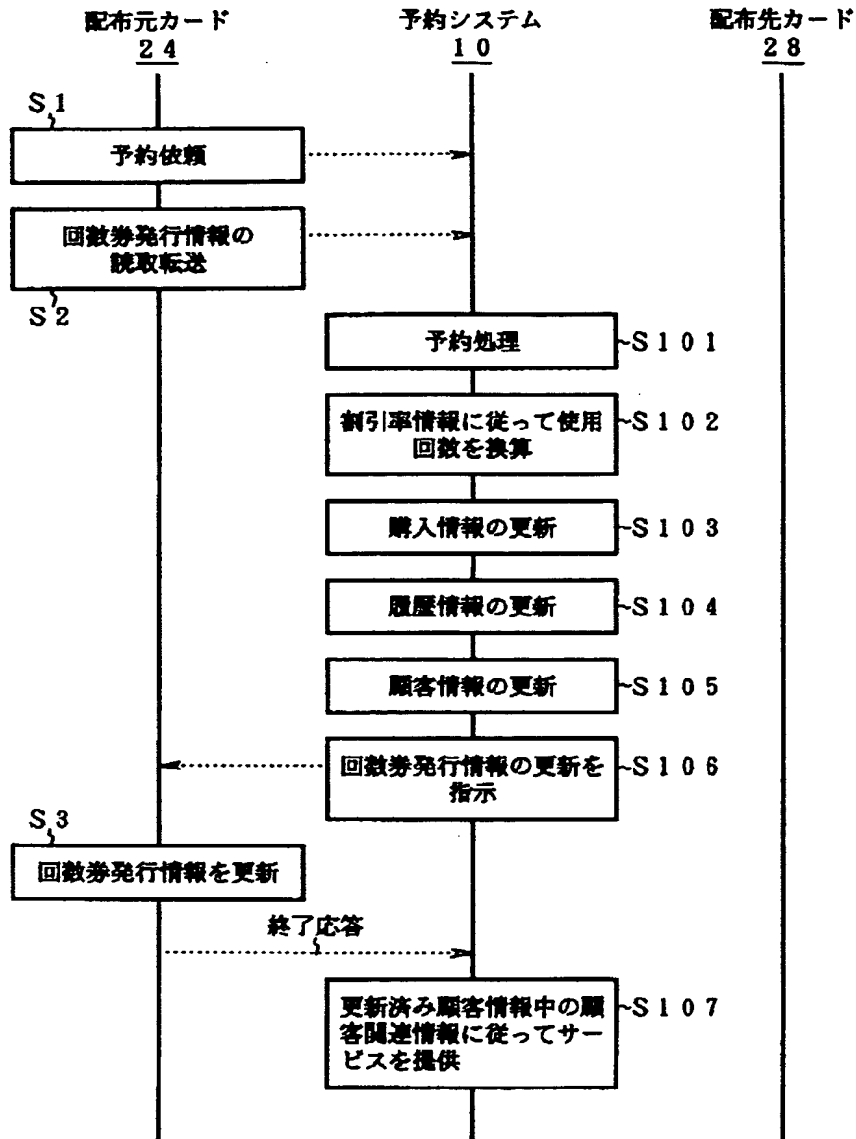 配布元カード
24
予約システム
10
配布先カード
28
S1
予約依頼
回数券発行情報の
読取転送
S2
予約処理
S101
割引率情報に従って使用
回数を換算
S102
購入情報の更新
S103
履歴情報の更新
S104
顧客情報の更新
S105
回数券発行情報の更新を
指示
S106
S3
回数券発行情報を更新
終了応答
更新済み顧客情報中の顧
客関連情報に従ってサー
ビスを提供
S107